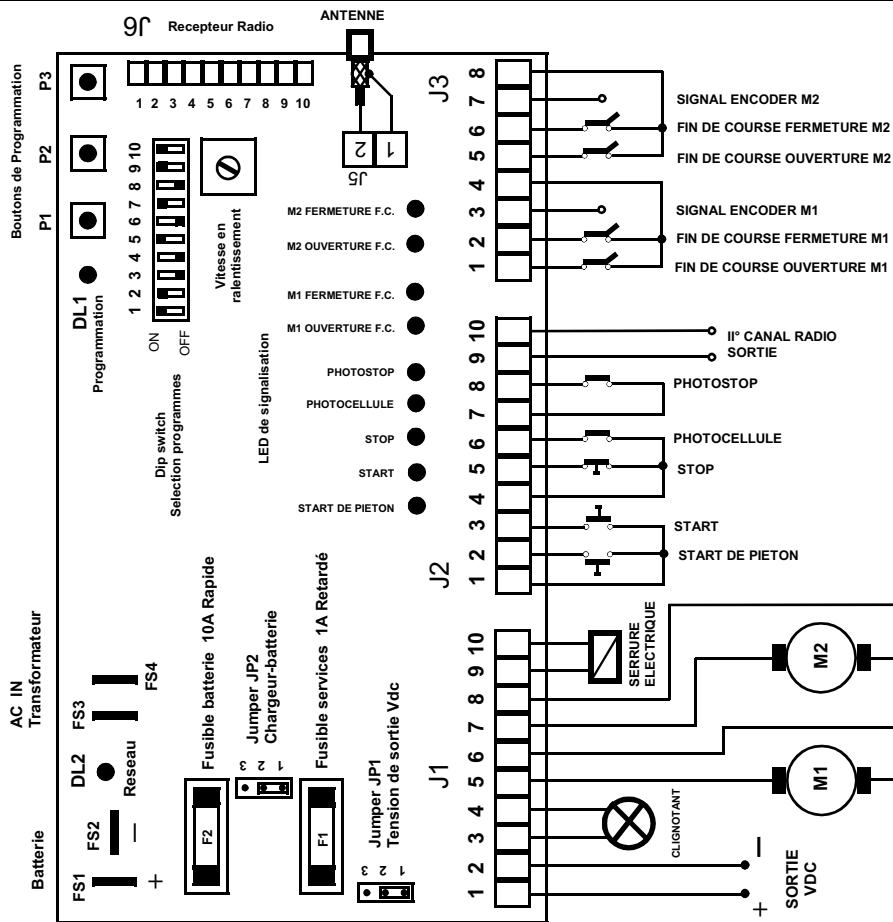 J6 Recepteur Radio
ANTENNE
Boutons de Programmation
P1
P2
P3
1 2 3 4 5 6 7 8 9 10
DL1
Programmation
1 2 3 4 5 6 7 8 9 10
ON
OFF
Dip switch
Selection programmes
Vitesse en
ralentissement
J5
2
1
LED de signalisation
M2 FERMETURE F.C.
M2 OUVERTURE F.C.
M1 FERMETURE F.C.
M1 OUVERTURE F.C.
PHOTOSTOP
PHOTOCELLULE
STOP
START
START DE PIETON
J3
8
7
6
5
4
3
2
1
SIGNAL ENCODER M2
FIN DE COURSE FERMETURE M2
FIN DE COURSE OUVERTURE M2
SIGNAL ENCODER M1
FIN DE COURSE FERMETURE M1
FIN DE COURSE OUVERTURE M1
J2
10
9
8
7
6
5
4
3
2
1
II° CANAL RADIO
SORTIE
PHOTOSTOP
PHOTOCELLULE
STOP
START
START DE PIETON
AC IN
Transformateur
FS3
FS4
DL2
Reseau
Batterie
FS1
FS2
+
–
Fusible batterie 10A Rapide
F2
Jumper JP2
Chargeur-batterie
1 2 3
Fusible services 1A Retardé
F1
Jumper JP1
Tension de sortie Vdc
1 2 3
J1
10
9
8
7
6
5
4
3
2
1
SERRURE
ELECTRIQUE
M2
M1
CLIGNOTANT
+
–
SORTIE
VDC